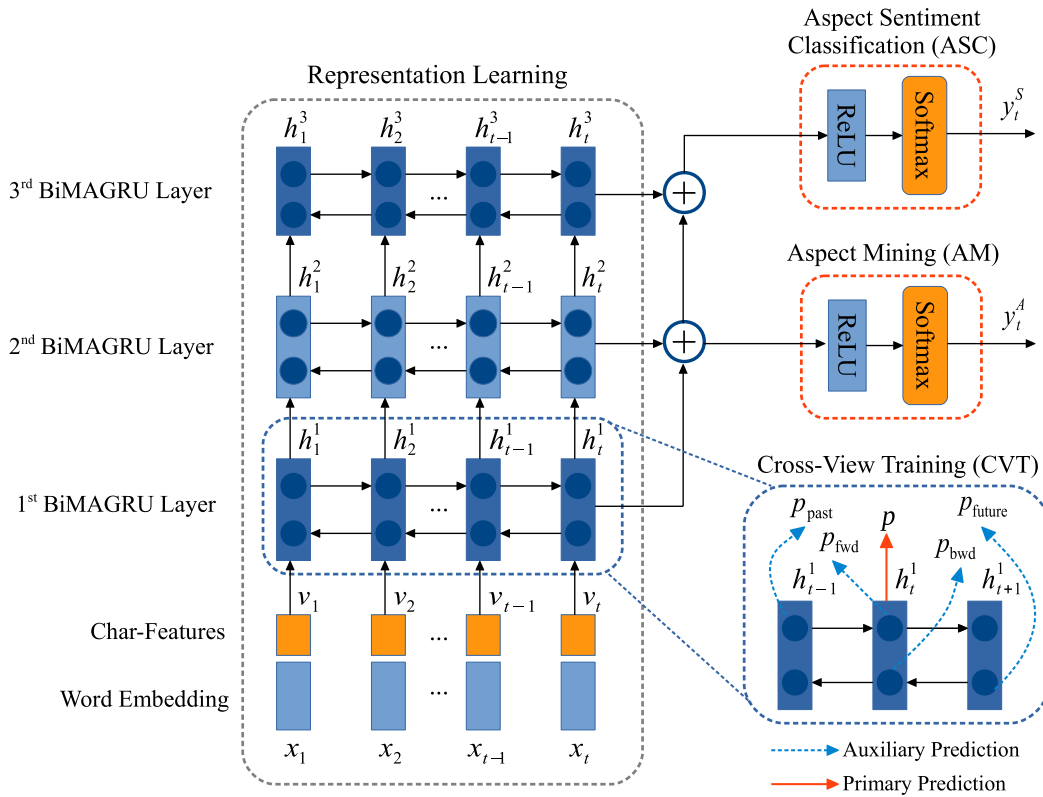 Aspect Sentiment
Classification (ASC)
Representation Learning
ReLU
Softmax
y_t^S
h_1^3 h_2^3 h_{t-1}^3 h_t^3
3rd BiMAGRU Layer
...
+
h_1^2 h_2^2 h_{t-1}^2 h_t^2
Aspect Mining (AM)
ReLU
Softmax
y_t^A
2nd BiMAGRU Layer
...
+
h_1^1 h_2^1 h_{t-1}^1 h_t^1
1st BiMAGRU Layer
...
Cross-View Training (CVT)
p_past p_fwd p p_bwd p_future
h_{t-1}^1 h_t^1 h_{t+1}^1
v_1 v_2 v_{t-1} v_t
Char-Features
...
Word Embedding
...
x_1 x_2 x_{t-1} x_t
Auxiliary Prediction
Primary Prediction